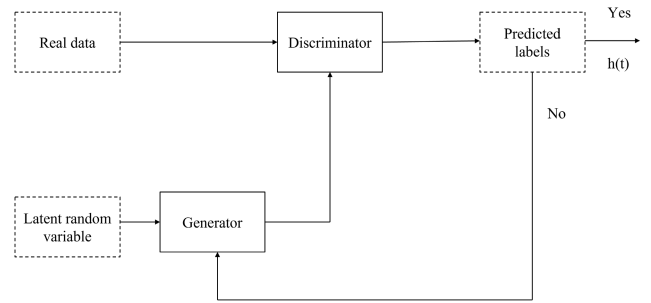 Yes
Real data
Discriminator
Predicted
labels
h(t)
No
Latent random
variable
Generator